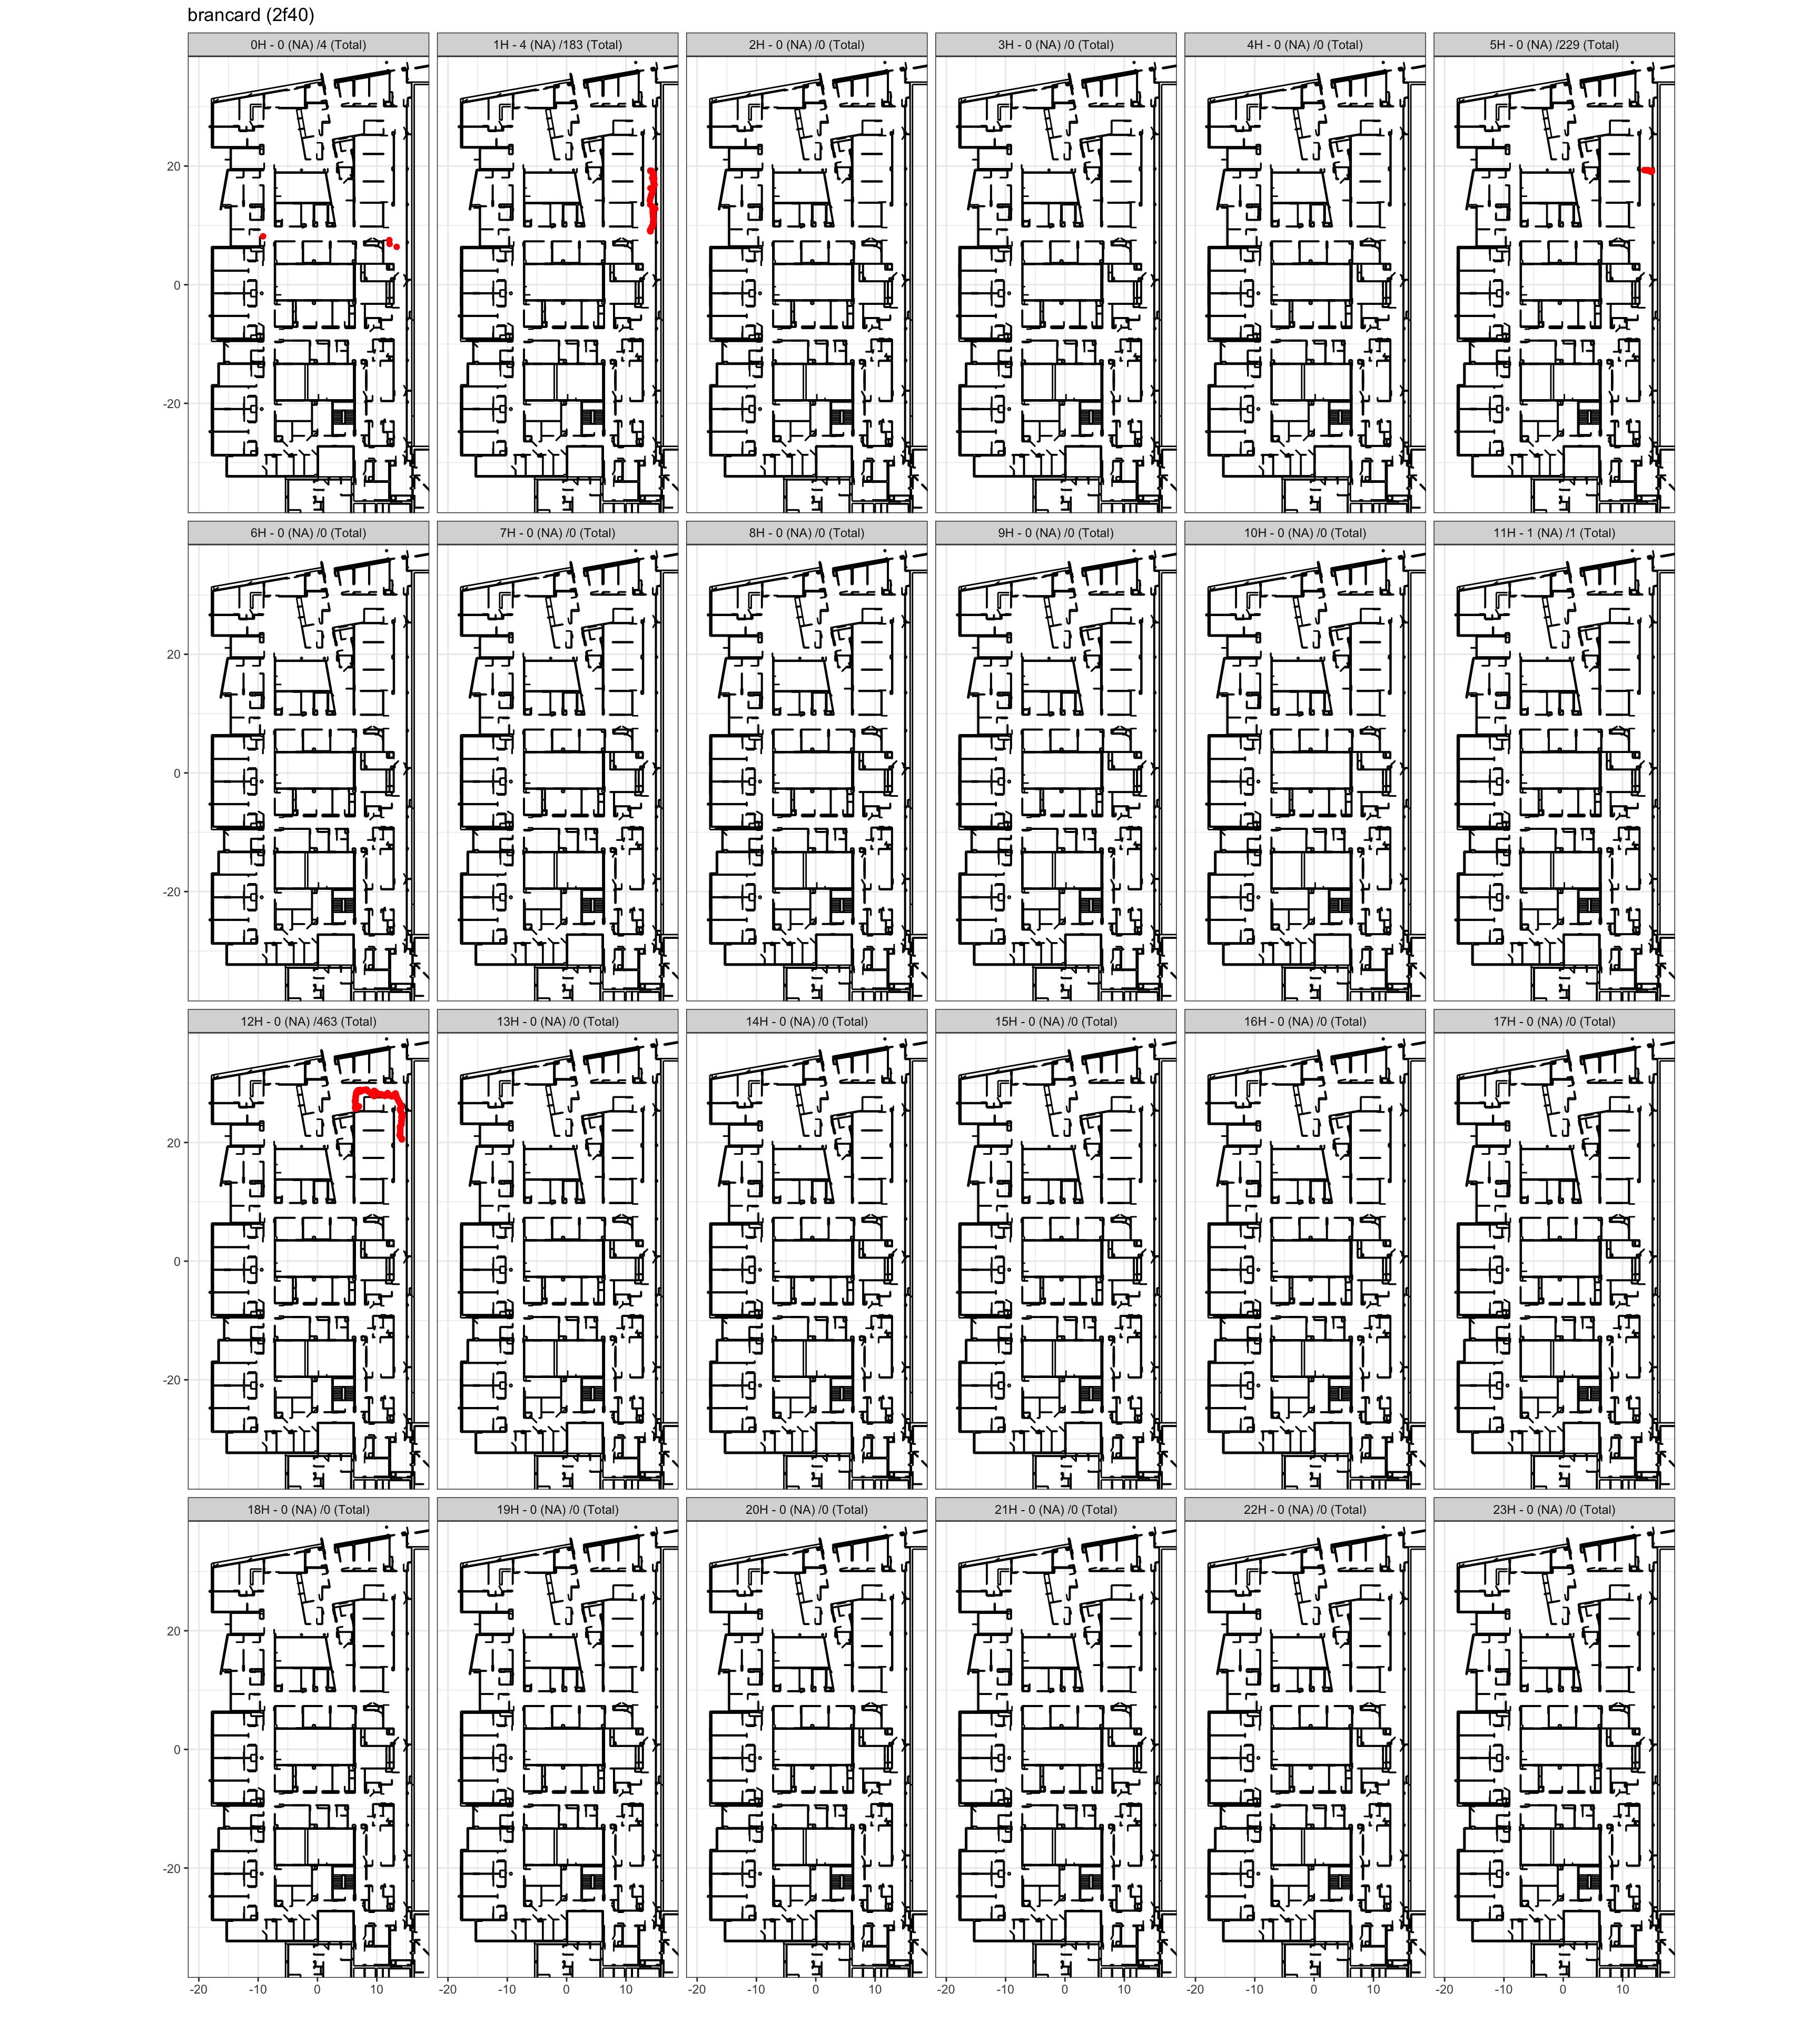 brancard (2f40)
0H - 0 (NA) /4 (Total)
1H - 4 (NA) /183 (Total)
2H - 0 (NA) /0 (Total)
3H - 0 (NA) /0 (Total)
4H - 0 (NA) /0 (Total)
5H - 0 (NA) /229 (Total)
20
0
-20
6H - 0 (NA) /0 (Total)
7H - 0 (NA) /0 (Total)
8H - 0 (NA) /0 (Total)
9H - 0 (NA) /0 (Total)
10H - 0 (NA) /0 (Total)
11H - 1 (NA) /1 (Total)
20
0
-20
12H - 0 (NA) /463 (Total)
13H - 0 (NA) /0 (Total)
14H - 0 (NA) /0 (Total)
15H - 0 (NA) /0 (Total)
16H - 0 (NA) /0 (Total)
17H - 0 (NA) /0 (Total)
20
0
-20
18H - 0 (NA) /0 (Total)
19H - 0 (NA) /0 (Total)
20H - 0 (NA) /0 (Total)
21H - 0 (NA) /0 (Total)
22H - 0 (NA) /0 (Total)
23H - 0 (NA) /0 (Total)
20
0
-20
-20 -10 0 10
-20 -10 0 10
-20 -10 0 10
-20 -10 0 10
-20 -10 0 10
-20 -10 0 10